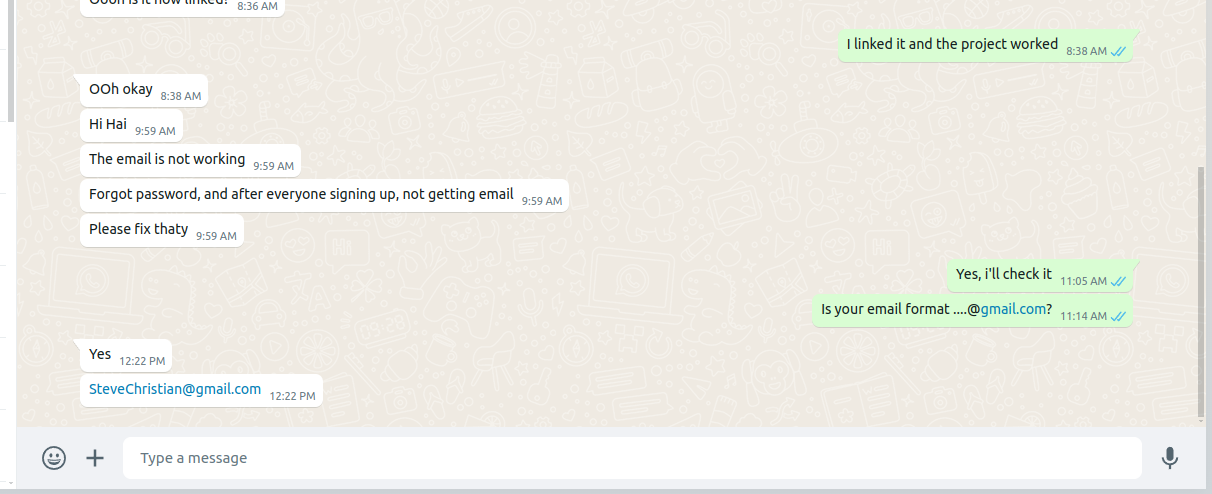 Oooh is it now linked? 8:36 AM
I linked it and the project worked 8:38 AM
OOh okay 8:38 AM
Hi Hai 9:59 AM
The email is not working 9:59 AM
Forgot password, and after everyone signing up, not getting email 9:59 AM
Please fix thaty 9:59 AM
Yes, i'll check it 11:05 AM
Is your email format ....@gmail.com? 11:14 AM
Yes 12:22 PM
SteveChristian@gmail.com 12:22 PM
Type a message